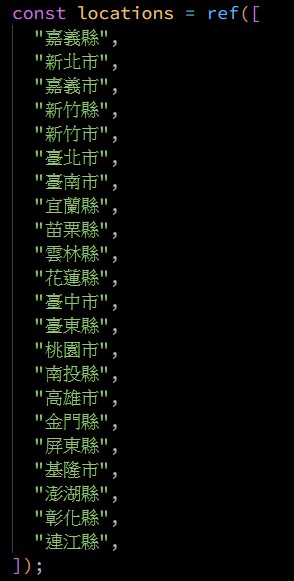 const locations = ref([
"嘉義縣",
"新北市",
"嘉義市",
"新竹縣",
"新竹市",
"臺北市",
"臺南市",
"宜蘭縣",
"苗栗縣",
"雲林縣",
"花蓮縣",
"臺中市",
"臺東縣",
"桃園市",
"南投縣",
"高雄市",
"金門縣",
"屏東縣",
"基隆市",
"澎湖縣",
"彰化縣",
"連江縣",
]);